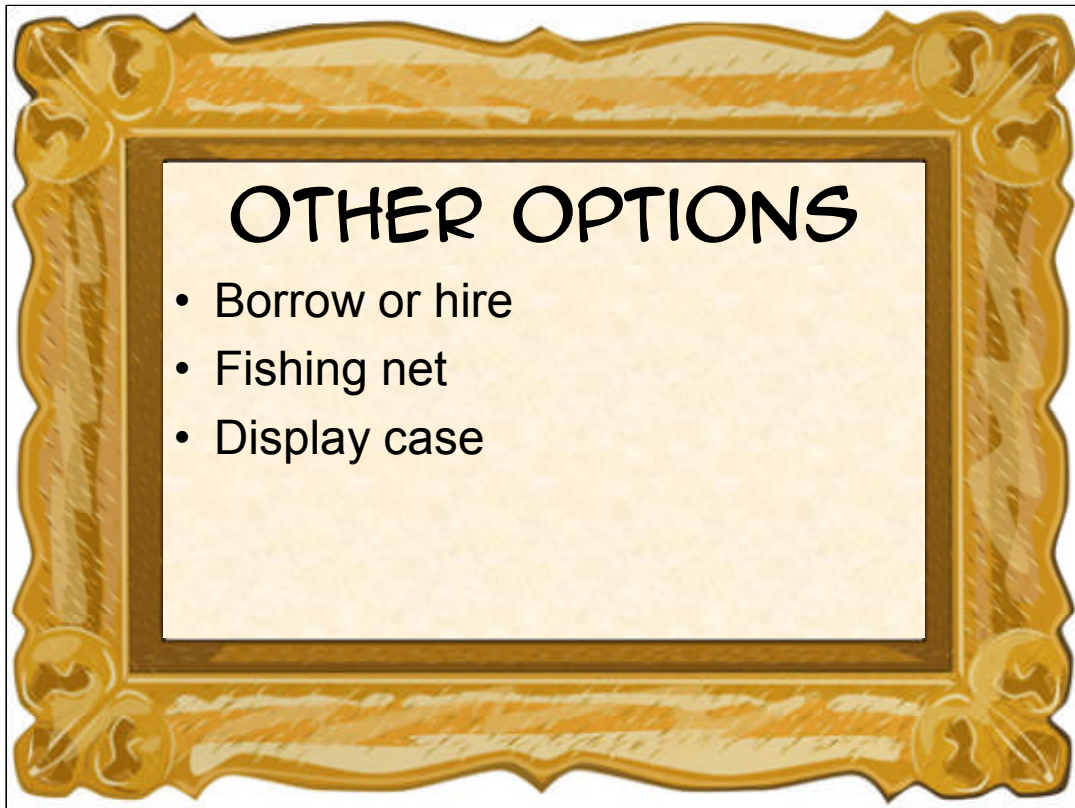 OTHER OPTIONS
• Borrow or hire
• Fishing net
• Display case